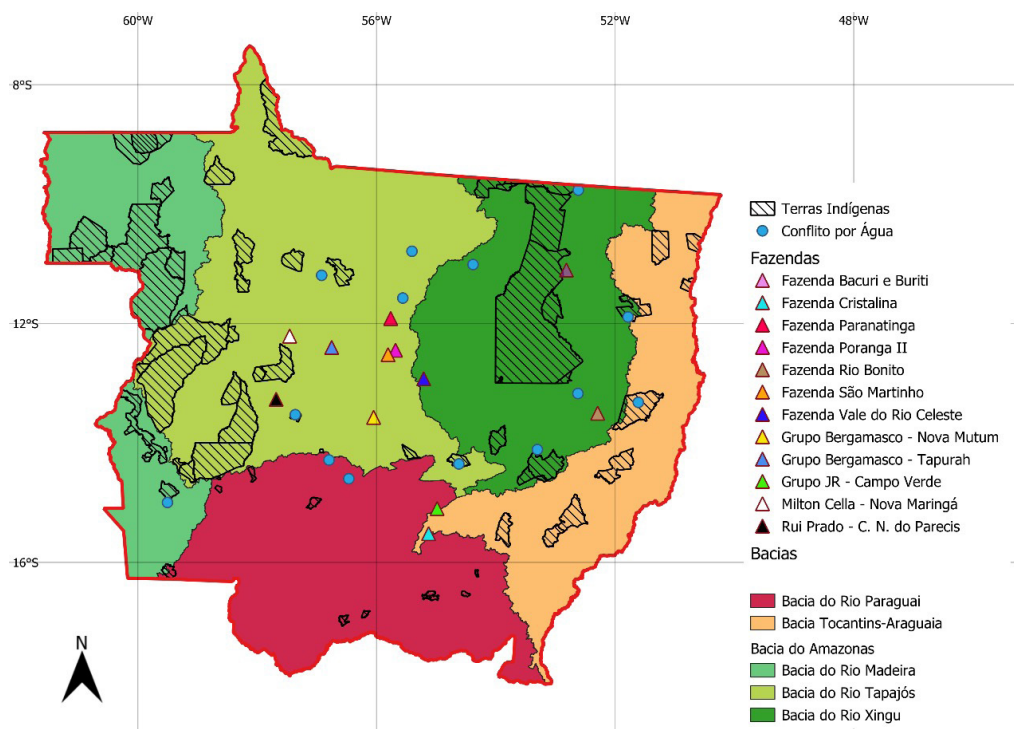 60°W 56°W 52°W 48°W
8°S
12°S
16°S
N
Terras Indígenas
Conflito por Água
Fazendas
Fazenda Bacuri e Buriti
Fazenda Cristalina
Fazenda Paranatinga
Fazenda Poranga II
Fazenda Rio Bonito
Fazenda São Martinho
Fazenda Vale do Rio Celeste
Grupo Bergamasco - Nova Mutum
Grupo Bergamasco - Tapurah
Grupo JR - Campo Verde
Milton Cella - Nova Maringá
Rui Prado - C. N. do Parecis
Bacias
Bacia do Rio Paraguai
Bacia Tocantins-Araguaia
Bacia do Amazonas
Bacia do Rio Madeira
Bacia do Rio Tapajós
Bacia do Rio Xingu